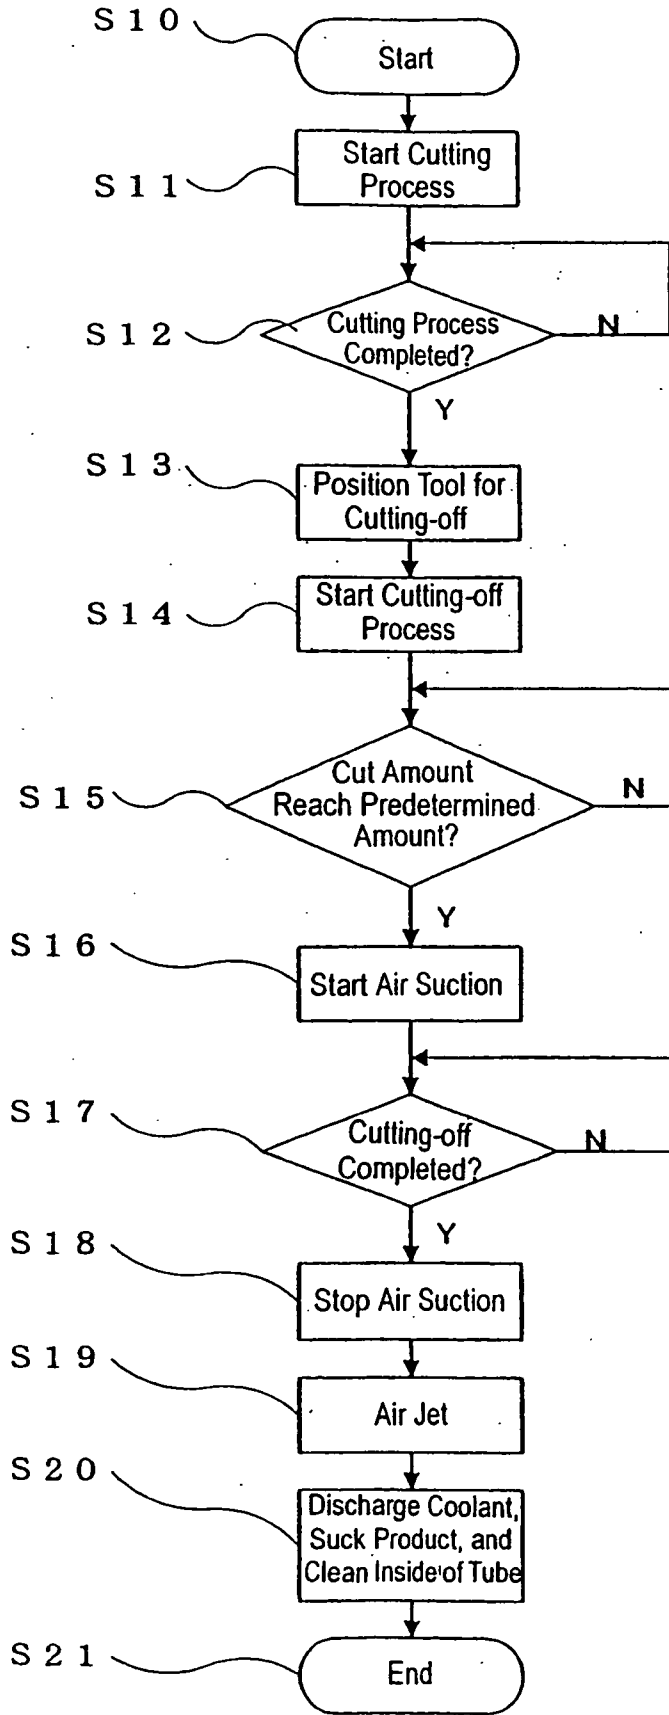 S10
Start
S11
Start Cutting
Process
S12
Cutting Process
Completed?
N
Y
S13
Position Tool for
Cutting-off
S14
Start Cutting-off
Process
S15
Cut Amount
Reach Predetermined
Amount?
N
Y
S16
Start Air Suction
S17
Cutting-off
Completed?
N
Y
S18
Stop Air Suction
S19
Air Jet
S20
Discharge Coolant,
Suck Product, and
Clean Inside of Tube
S21
End